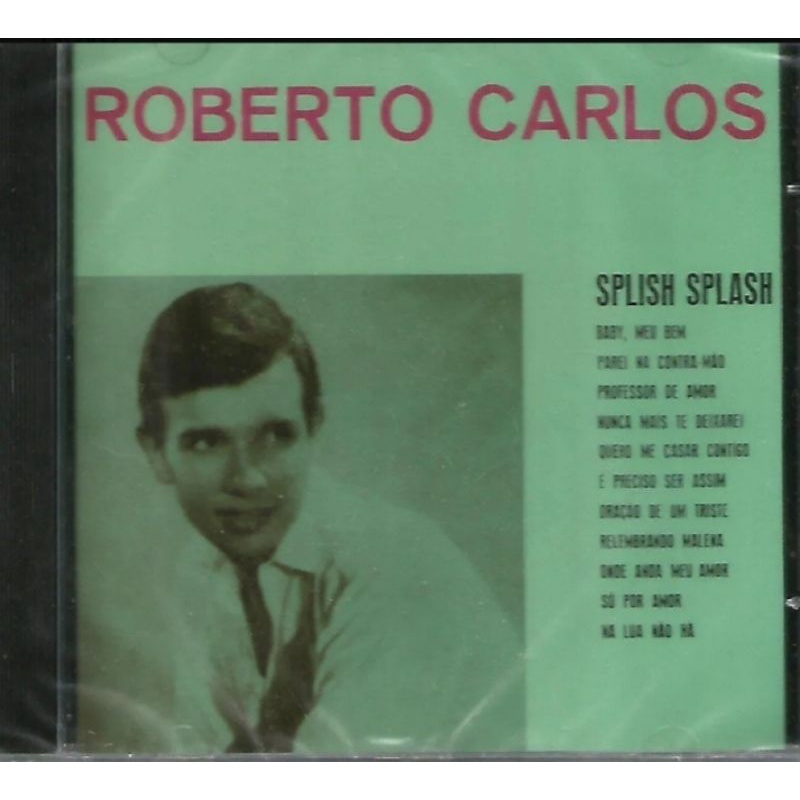 ROBERTO CARLOS
SPLISH SPLASH
BABY, MEU BEM
PAREI NA CONTRA-MÃO
PROFESSOR DE AMOR
NUNCA MAIS TE DEIXAREI
QUERO ME CASAR CONTIGO
É PRECISO SER ASSIM
ORAÇÃO DE UM TRISTE
RELEMBRANDO MALENA
ONDE ANDA MEU AMOR
SÓ POR AMOR
NA LUA NÃO HÁ